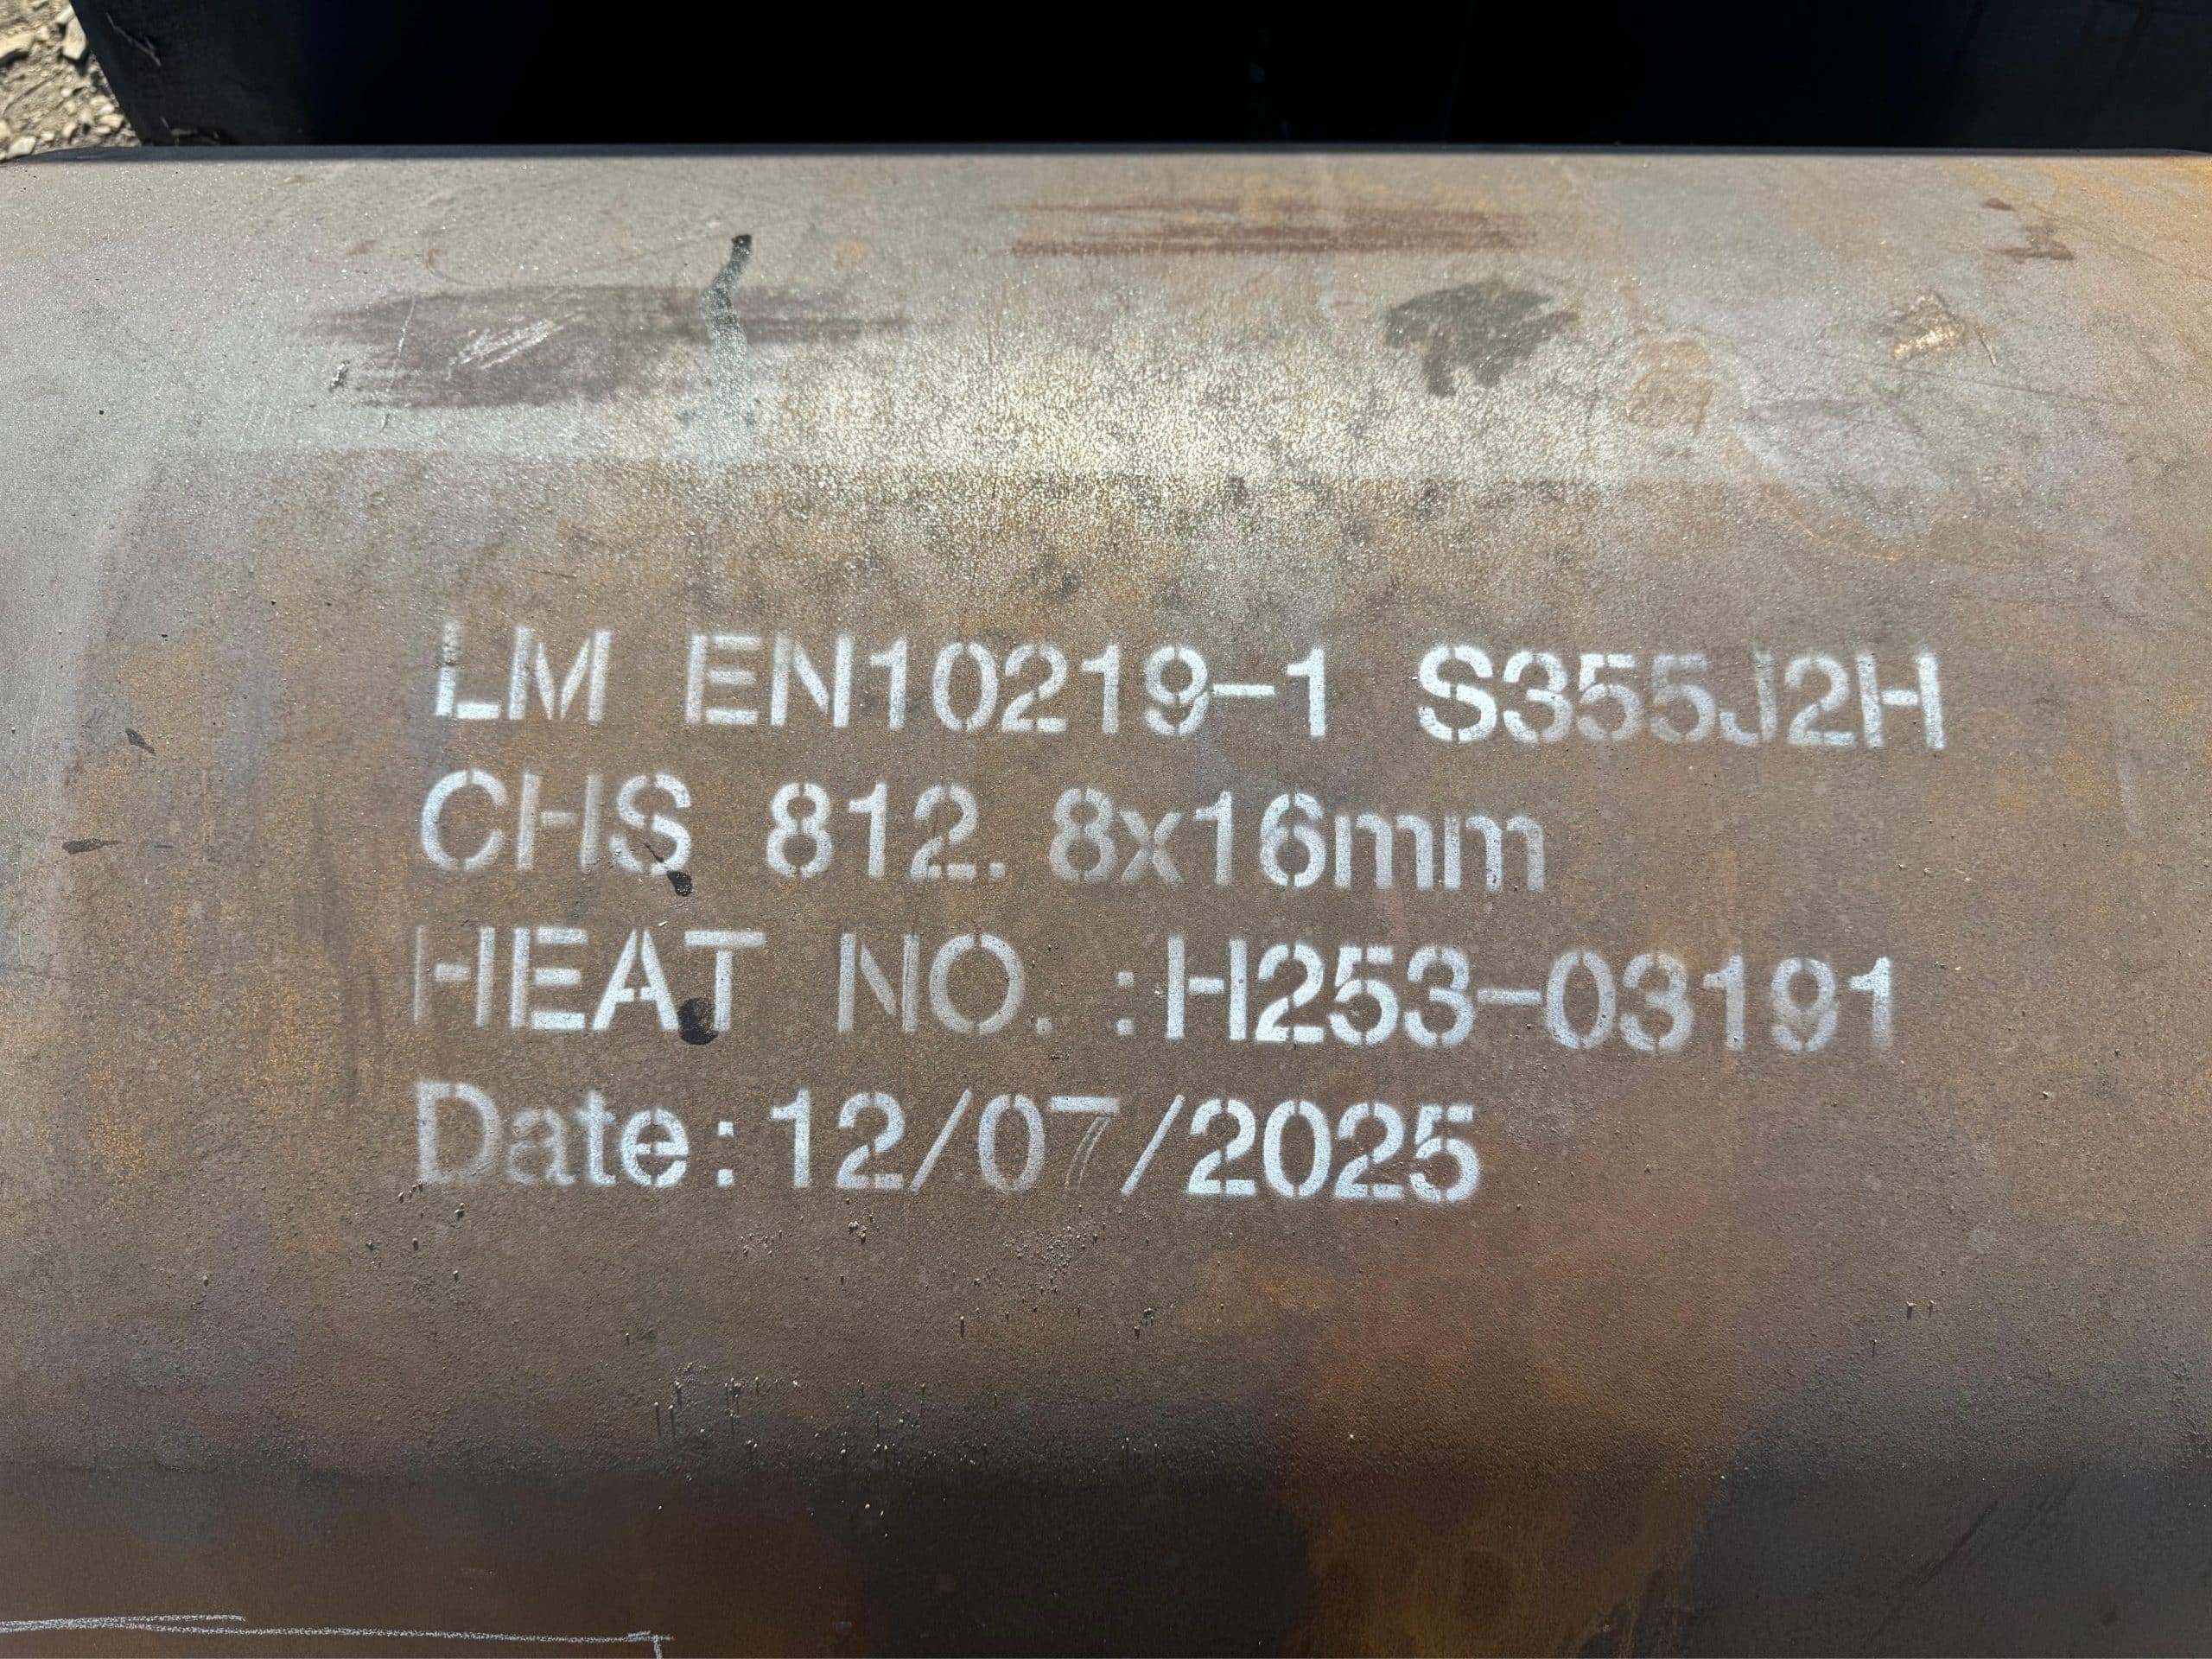 LM EN10219-1 S355J2H
CHS 812.8x16mm
HEAT NO.:H253-03191
Date:12/07/2025